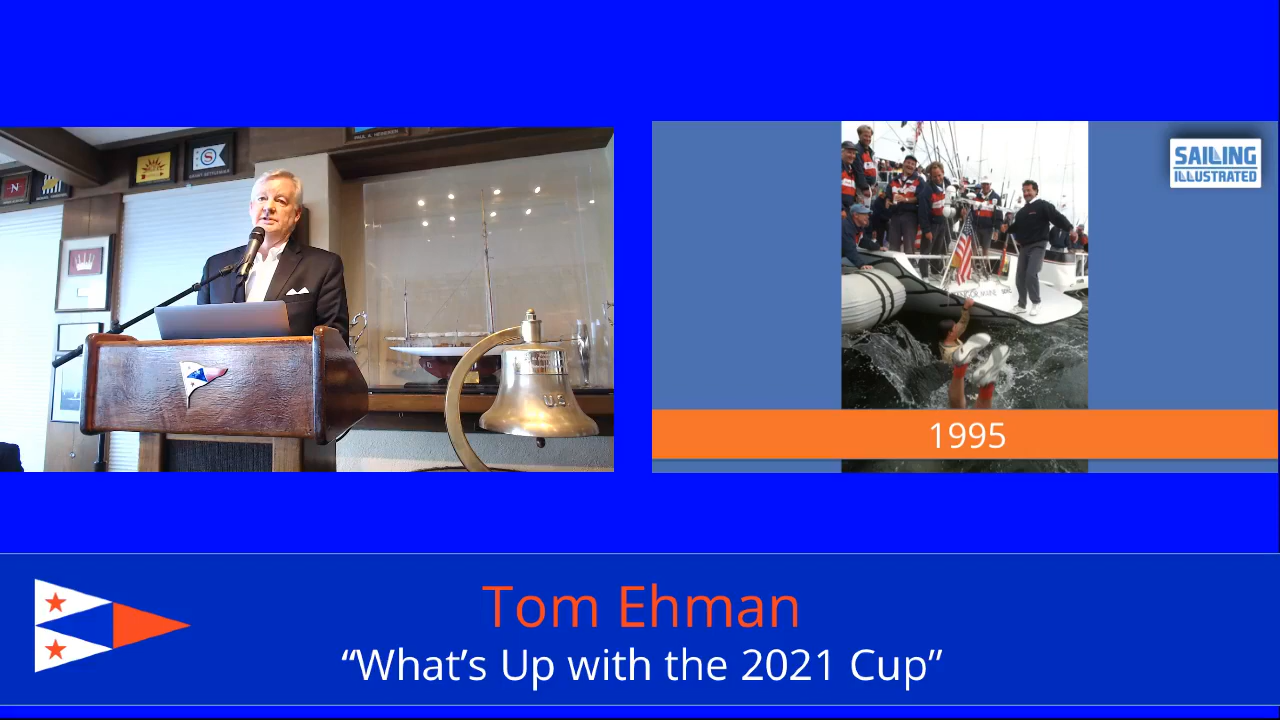 U.S.
SAILING
ILLUSTRATED
1995
Tom Ehman
“What’s Up with the 2021 Cup”